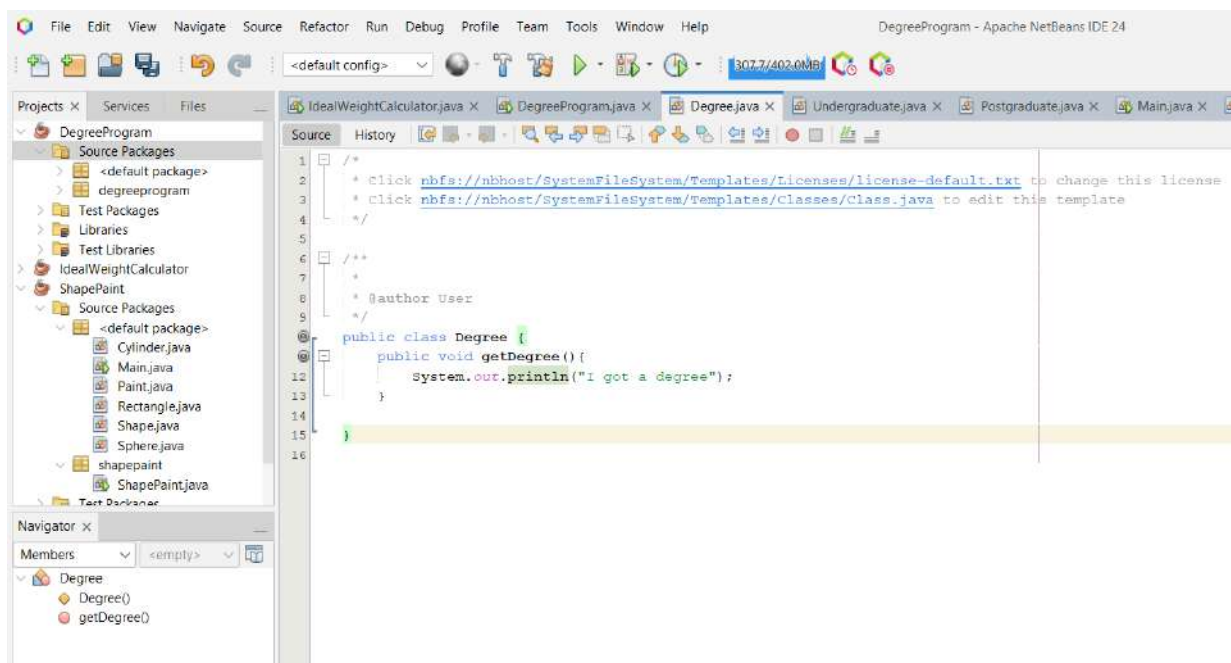 File Edit View Navigate Source Refactor Run Debug Profile Team Tools Window Help DegreeProgram - Apache NetBeans IDE 24
<default config> 307.7/402.0MB
Projects Services Files
IdealWeightCalculator.java DegreeProgram.java Degree.java Undergraduate.java Postgraduate.java Main.java
Source History
DegreeProgram
Source Packages
<default package>
degreeprogram
Test Packages
Libraries
Test Libraries
IdealWeightCalculator
ShapePaint
Source Packages
<default package>
Cylinder.java
Main.java
Paint.java
Rectangle.java
Shape.java
Sphere.java
shapepaint
ShapePaint.java
Test Packages
1 /*
2 * Click nbfs://nbhost/SystemFileSystem/Templates/Licenses/license-default.txt to change this license
3 * Click nbfs://nbhost/SystemFileSystem/Templates/Classes/Class.java to edit this template
4 */
5
6 /**
7 *
8 * @author User
9 */
public class Degree {
public void getDegree(){
12 System.out.println("I got a degree");
13 }
14
15 }
16
Navigator
Members <empty>
Degree
Degree()
getDegree()